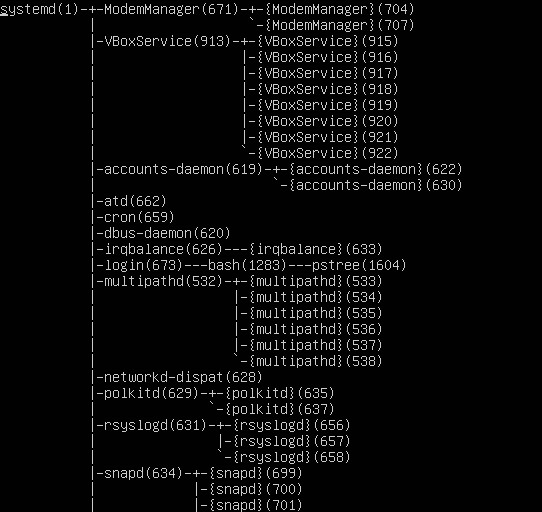 systemd(1)-+-ModemManager(671)-+-{ModemManager}(704)
           |                   `-{ModemManager}(707)
           |-VBoxService(913)-+-{VBoxService}(915)
           |                  |-{VBoxService}(916)
           |                  |-{VBoxService}(917)
           |                  |-{VBoxService}(918)
           |                  |-{VBoxService}(919)
           |                  |-{VBoxService}(920)
           |                  |-{VBoxService}(921)
           |                  `-{VBoxService}(922)
           |-accounts-daemon(619)-+-{accounts-daemon}(622)
           |                      `-{accounts-daemon}(630)
           |-atd(662)
           |-cron(659)
           |-dbus-daemon(620)
           |-irqbalance(626)---{irqbalance}(633)
           |-login(673)---bash(1283)---pstree(1604)
           |-multipathd(532)-+-{multipathd}(533)
           |                 |-{multipathd}(534)
           |                 |-{multipathd}(535)
           |                 |-{multipathd}(536)
           |                 |-{multipathd}(537)
           |                 `-{multipathd}(538)
           |-networkd-dispat(628)
           |-polkitd(629)-+-{polkitd}(635)
           |              `-{polkitd}(637)
           |-rsyslogd(631)-+-{rsyslogd}(656)
           |               |-{rsyslogd}(657)
           |               `-{rsyslogd}(658)
           |-snapd(634)-+-{snapd}(699)
           |            |-{snapd}(700)
           |            |-{snapd}(701)